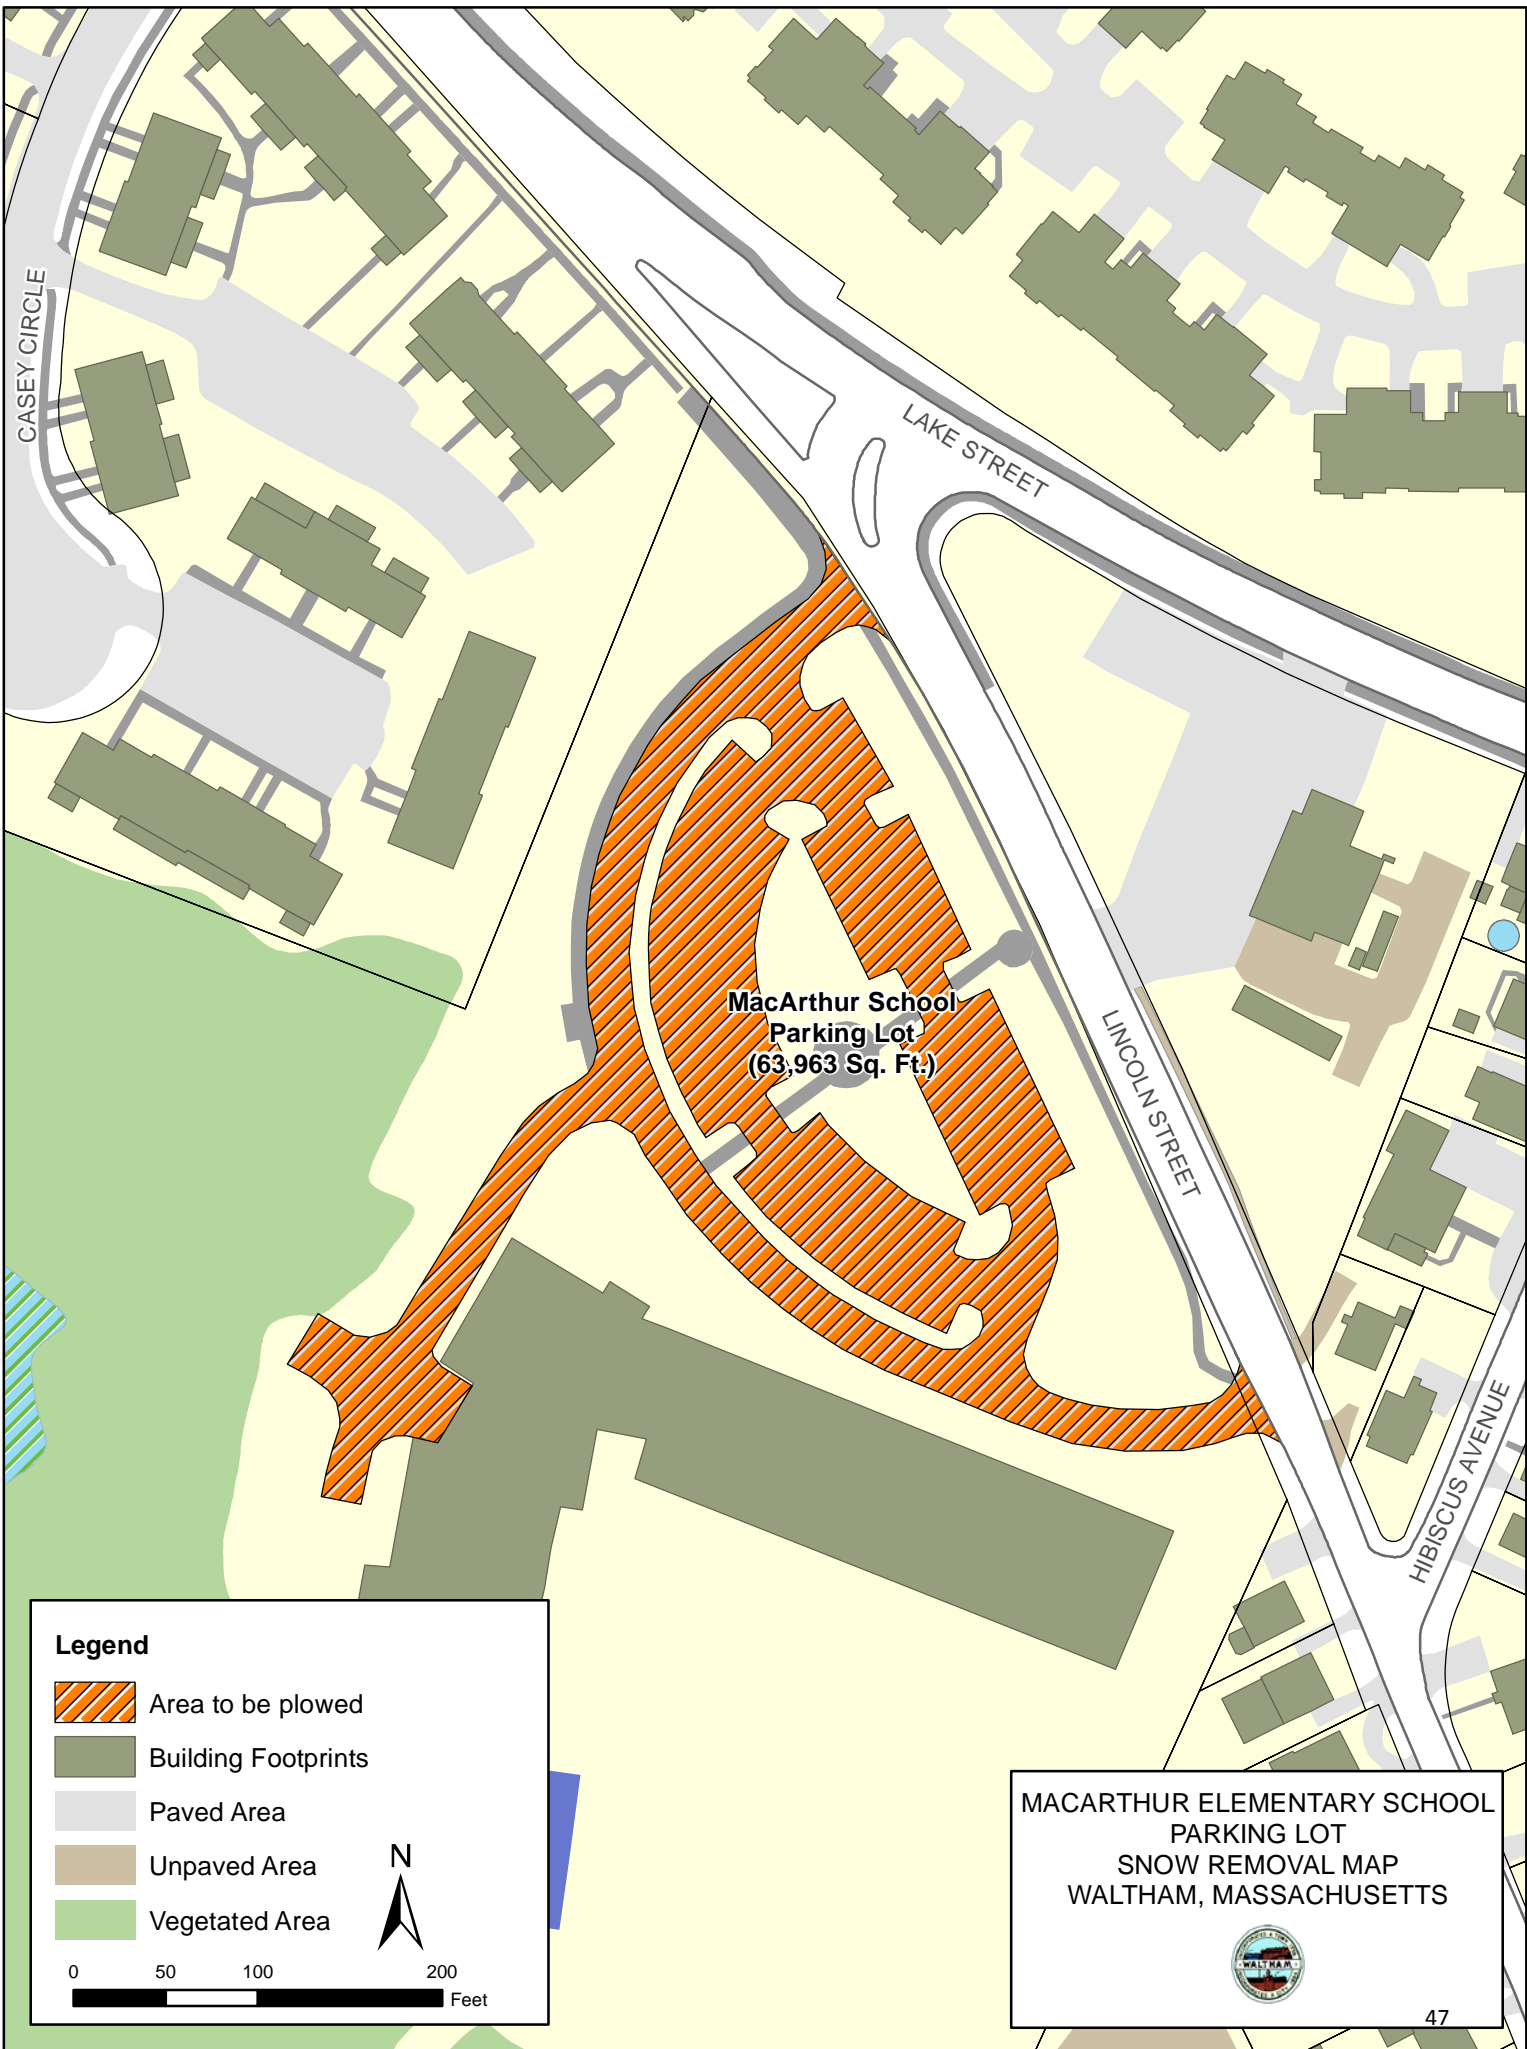 CASEY CIRCLE
LAKE STREET
MacArthur School
Parking Lot
(63,963 Sq. Ft.)
LINCOLN STREET
HIBISCUS AVENUE
Legend
Area to be plowed
Building Footprints
Paved Area
Unpaved Area
Vegetated Area
N
0 50 100 200
Feet
MACARTHUR ELEMENTARY SCHOOL
PARKING LOT
SNOW REMOVAL MAP
WALTHAM, MASSACHUSETTS
WALTHAM
47